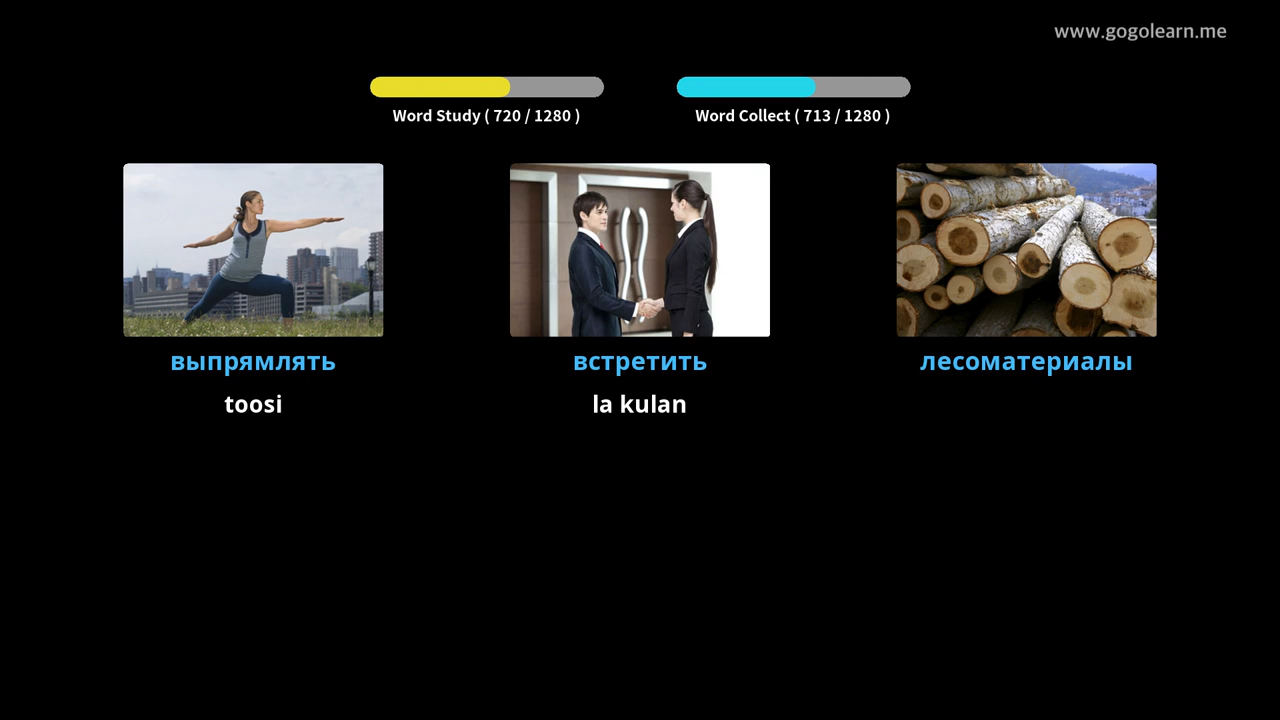 www.gogolearn.me
Word Study ( 720 / 1280 )
Word Collect ( 713 / 1280 )
выпрямлять
встретить
лесоматериалы
toosi
la kulan